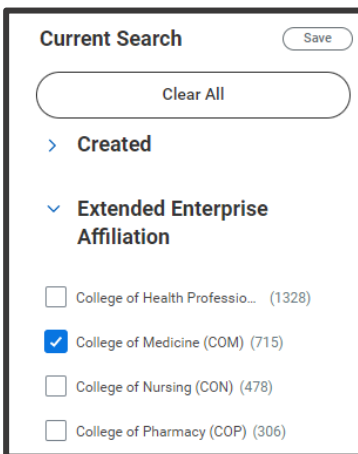 Current Search
Save
Clear All
Created
Extended Enterprise
Affiliation
College of Health Professio... (1328)
College of Medicine (COM) (715)
College of Nursing (CON) (478)
College of Pharmacy (COP) (306)